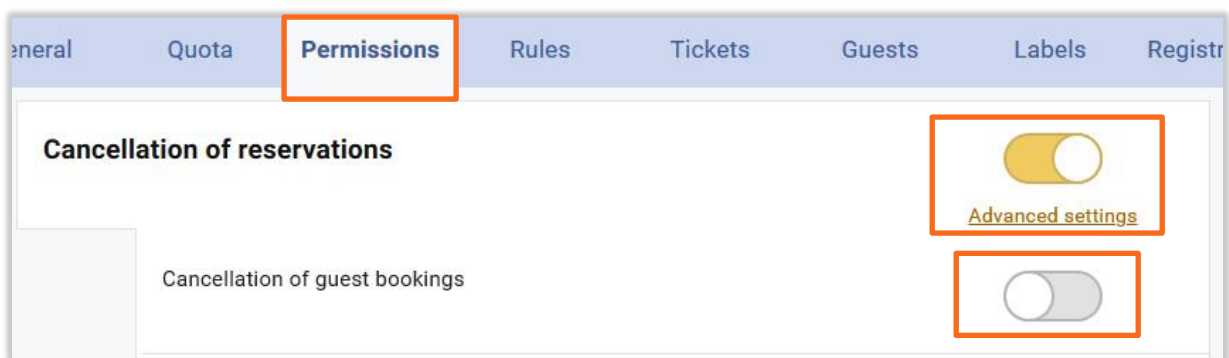 eneral Quota Permissions Rules Tickets Guests Labels Registr
Cancellation of reservations
Advanced settings
Cancellation of guest bookings